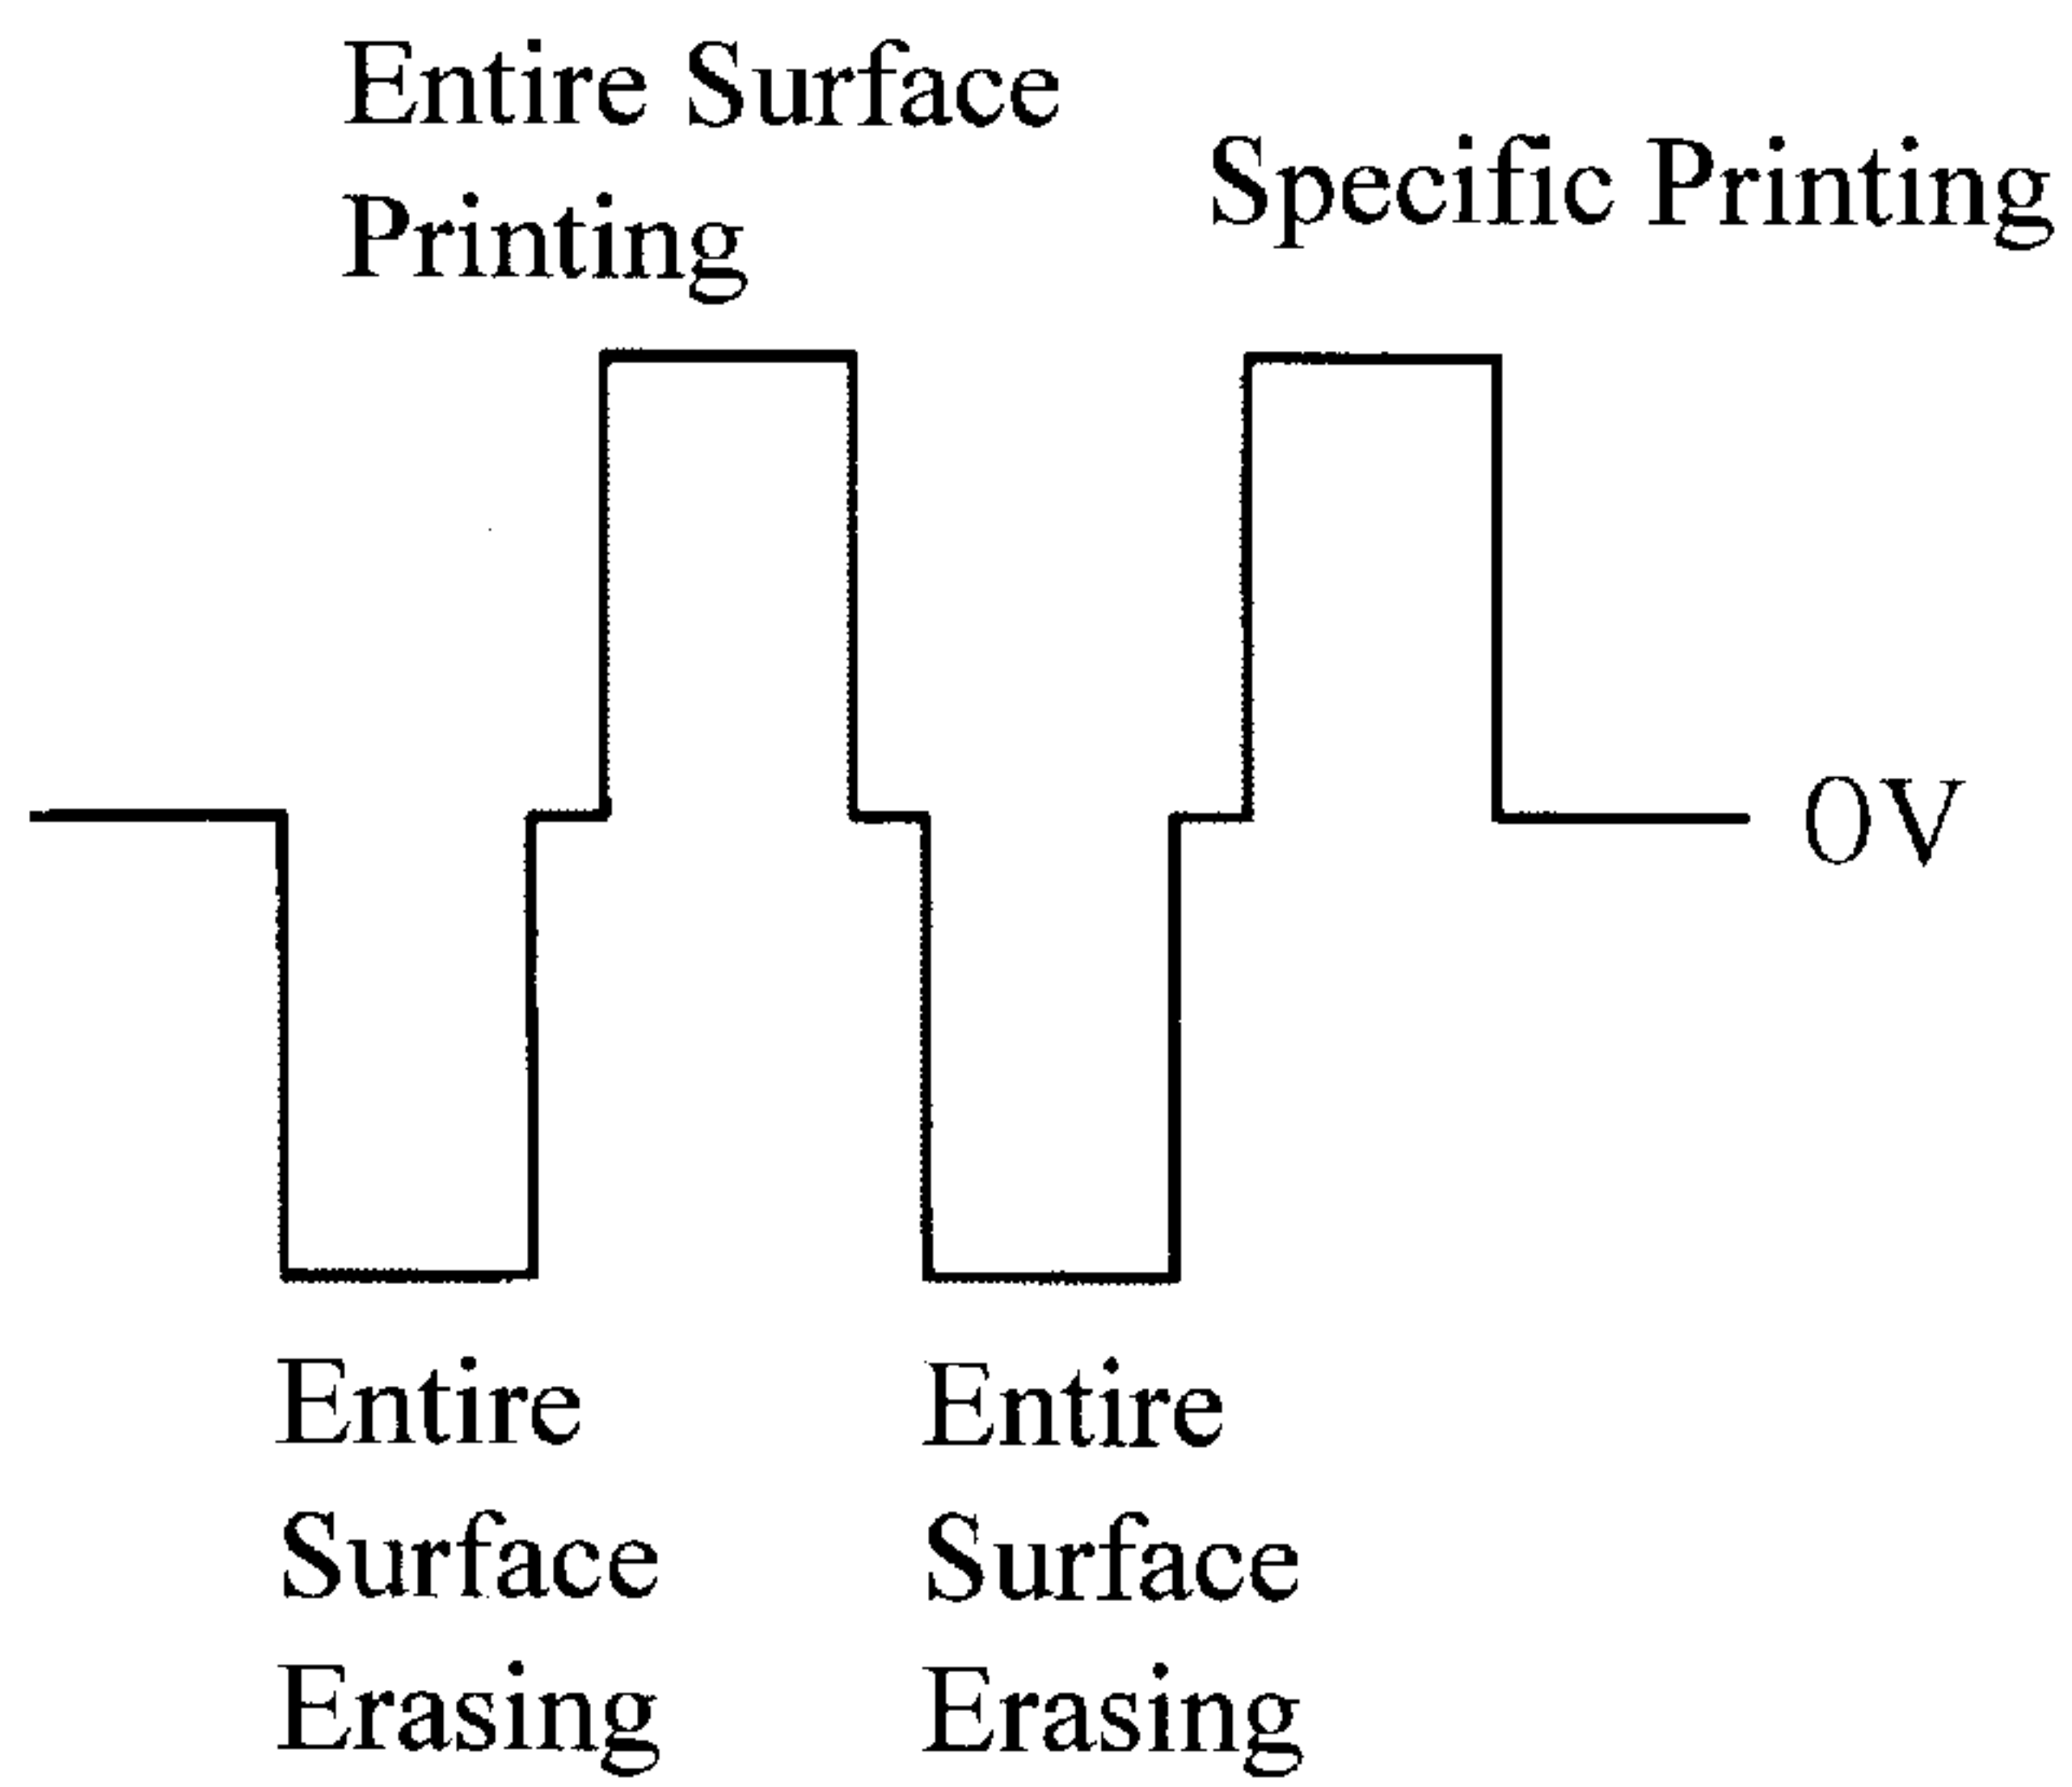 Entire Surface
Printing
Specific Printing
0V
Entire
Surface
Erasing
Entire
Surface
Erasing